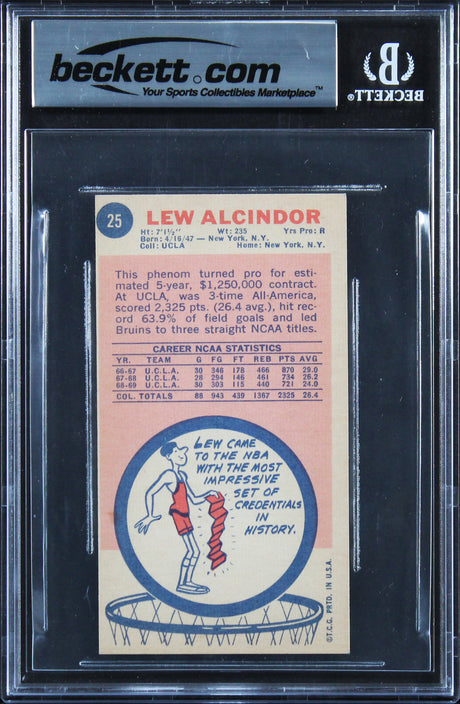 beckett.com
Your Sports Collectibles Marketplace™
B
BECKETT®
25
LEW ALCINDOR
Ht: 7'1½" Wt: 235 Yrs Pro: R
Born: 4/16/47 — New York, N.Y.
Coll: UCLA Home: New York, N.Y.
This phenom turned pro for esti-
mated 5-year, $1,250,000 contract.
At UCLA, was 3-time All-America,
scored 2,325 pts. (26.4 avg.), hit record
63.9% of field goals and led
Bruins to three straight NCAA titles.
CAREER NCAA STATISTICS
YR. TEAM G FG FT REB PTS AVG
66-67 U.C.L.A. 30 346 178 466 870 29.0
67-68 U.C.L.A. 28 294 146 461 734 26.2
68-69 U.C.L.A. 30 303 115 440 721 24.0
COL. TOTALS 88 943 439 1367 2325 26.4
LEW CAME
TO THE NBA
WITH THE MOST
IMPRESSIVE
SET OF
CREDENTIALS
IN
HISTORY.
©T.C.G. PRTD. IN U.S.A.